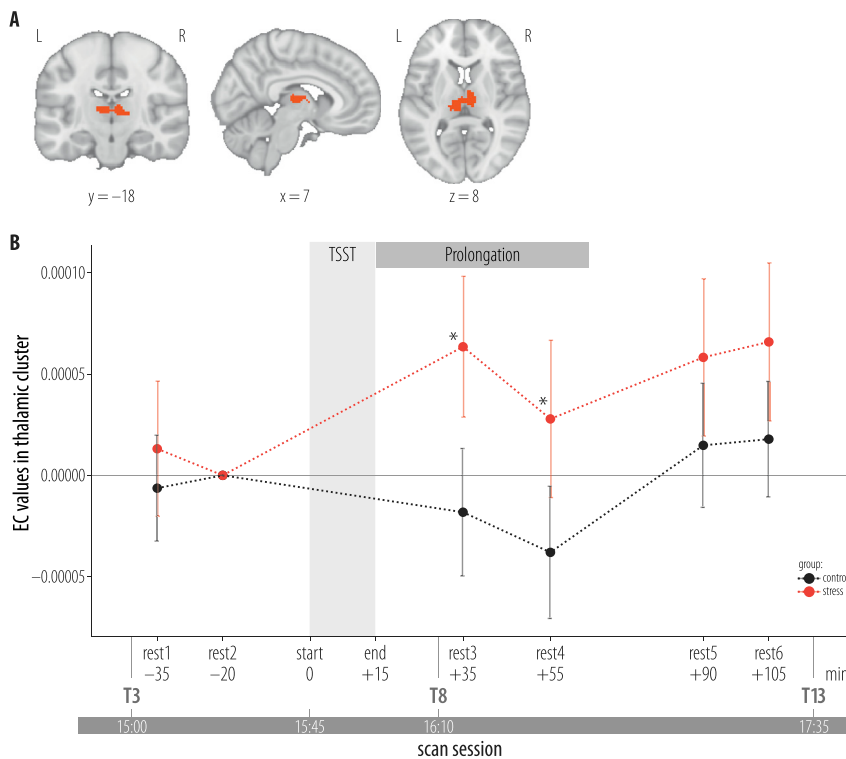 A
L R L R
y = −18 x = 7 z = 8
B
TSST Prolongation
0.00010
0.00005
0.00000
−0.00005
EC values in thalamic cluster
*
*
group:
contro
stress
rest1 rest2 start end rest3 rest4 rest5 rest6
−35 −20 0 +15 +35 +55 +90 +105 min
T3 T8 T13
15:00 15:45 16:10 17:35
scan session